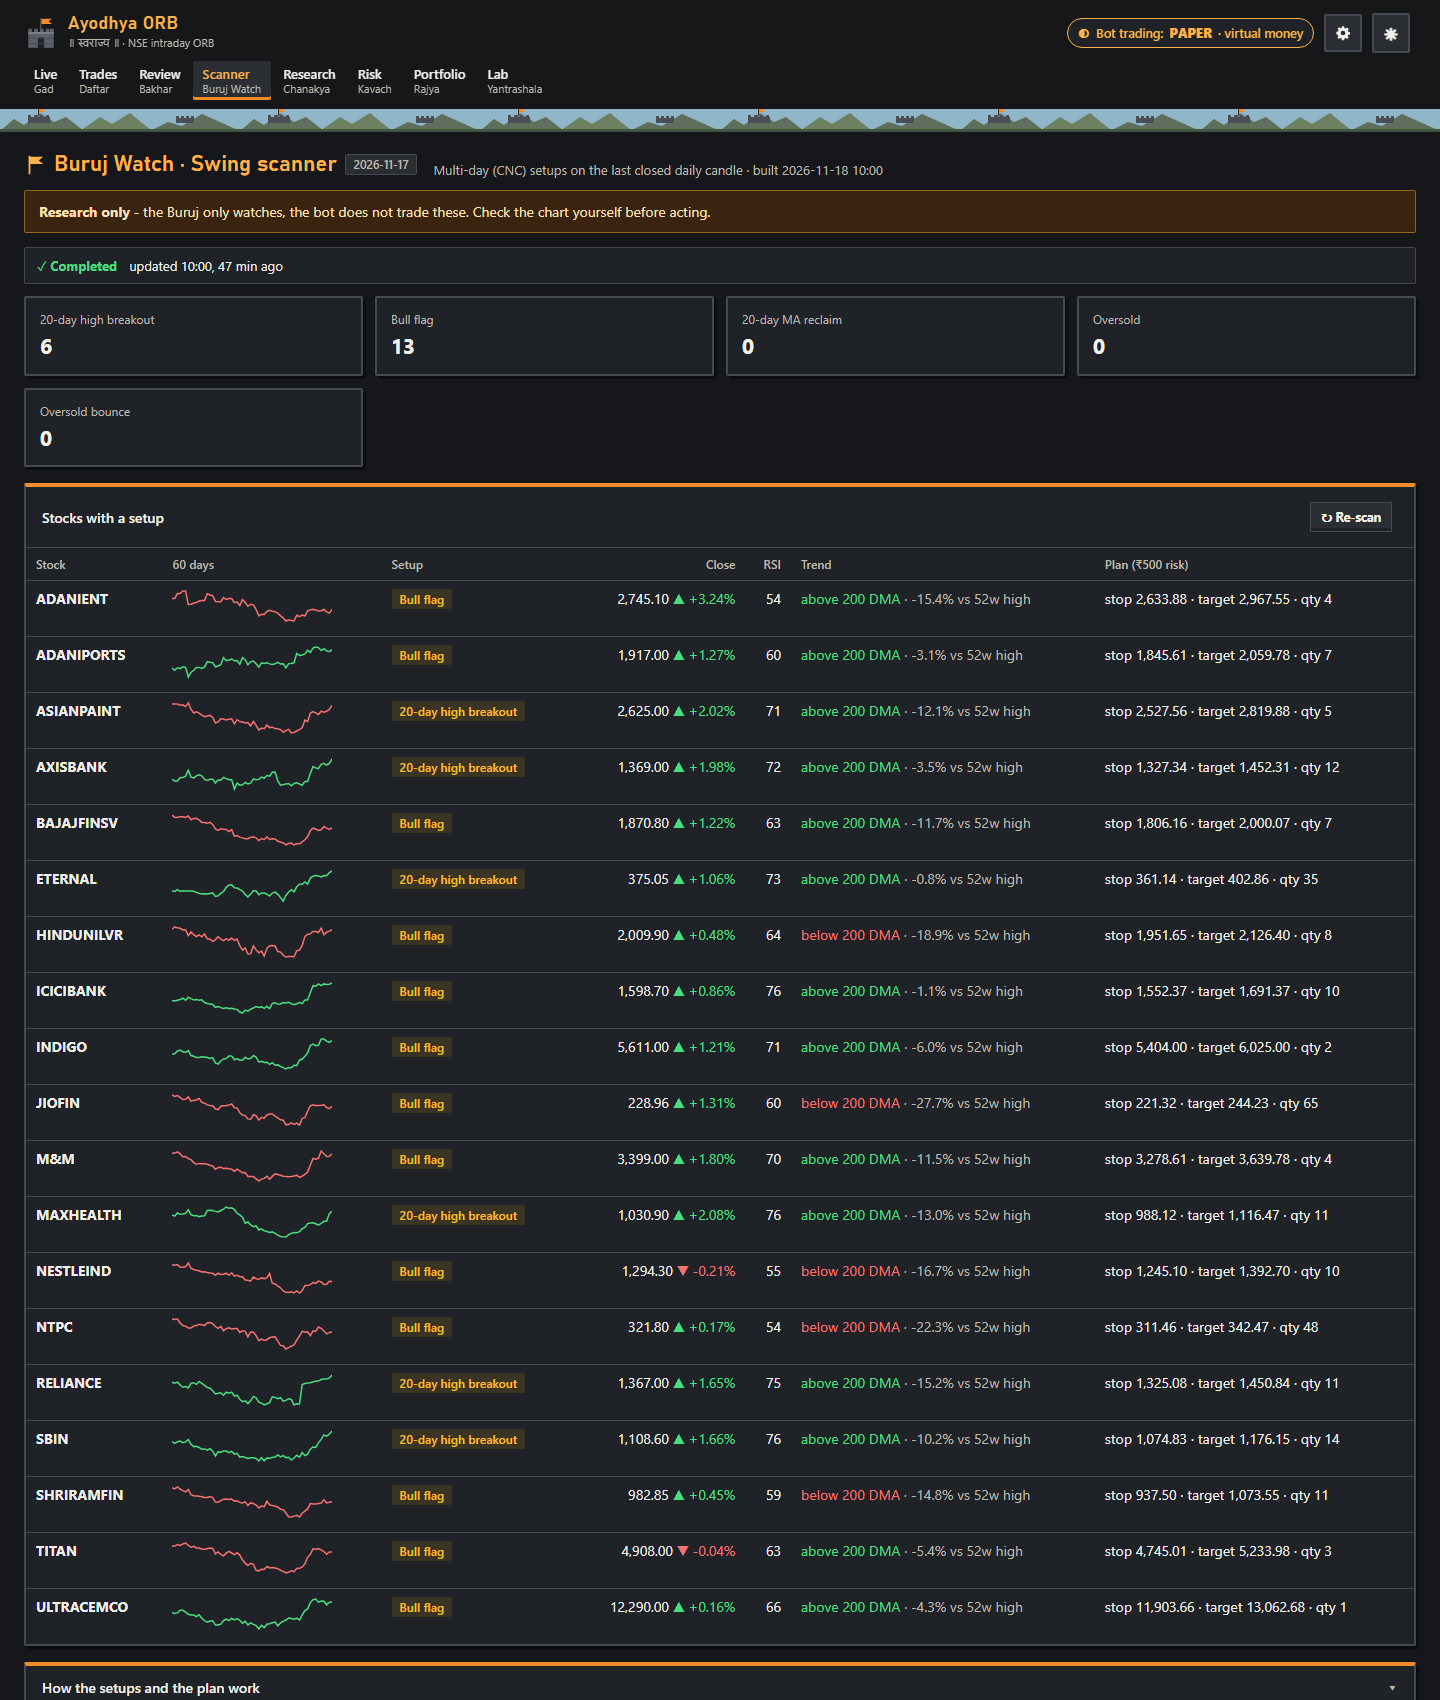 Ayodhya ORB
॥ स्वराज्य ॥ · NSE intraday ORB
Bot trading: PAPER · virtual money
Live Trades Review Scanner Research Risk Portfolio Lab
Gad Daftar Bakhar Buruj Watch Chanakya Kavach Rajya Yantrashala
Buruj Watch · Swing scanner 2026-11-17 Multi-day (CNC) setups on the last closed daily candle · built 2026-11-18 10:00
Research only - the Buruj only watches, the bot does not trade these. Check the chart yourself before acting.
✓ Completed updated 10:00, 47 min ago
20-day high breakout
6
Bull flag
13
20-day MA reclaim
0
Oversold
0
Oversold bounce
0
Stocks with a setup ↻ Re-scan
Stock 60 days Setup Close RSI Trend Plan (₹500 risk)
ADANIENT Bull flag 2,745.10 ▲ +3.24% 54 above 200 DMA · -15.4% vs 52w high stop 2,633.88 · target 2,967.55 · qty 4
ADANIPORTS Bull flag 1,917.00 ▲ +1.27% 60 above 200 DMA · -3.1% vs 52w high stop 1,845.61 · target 2,059.78 · qty 7
ASIANPAINT 20-day high breakout 2,625.00 ▲ +2.02% 71 above 200 DMA · -12.1% vs 52w high stop 2,527.56 · target 2,819.88 · qty 5
AXISBANK 20-day high breakout 1,369.00 ▲ +1.98% 72 above 200 DMA · -3.5% vs 52w high stop 1,327.34 · target 1,452.31 · qty 12
BAJAJFINSV Bull flag 1,870.80 ▲ +1.22% 63 above 200 DMA · -11.7% vs 52w high stop 1,806.16 · target 2,000.07 · qty 7
ETERNAL 20-day high breakout 375.05 ▲ +1.06% 73 above 200 DMA · -0.8% vs 52w high stop 361.14 · target 402.86 · qty 35
HINDUNILVR Bull flag 2,009.90 ▲ +0.48% 64 below 200 DMA · -18.9% vs 52w high stop 1,951.65 · target 2,126.40 · qty 8
ICICIBANK Bull flag 1,598.70 ▲ +0.86% 76 above 200 DMA · -1.1% vs 52w high stop 1,552.37 · target 1,691.37 · qty 10
INDIGO Bull flag 5,611.00 ▲ +1.21% 71 above 200 DMA · -6.0% vs 52w high stop 5,404.00 · target 6,025.00 · qty 2
JIOFIN Bull flag 228.96 ▲ +1.31% 60 below 200 DMA · -27.7% vs 52w high stop 221.32 · target 244.23 · qty 65
M&M Bull flag 3,399.00 ▲ +1.80% 70 above 200 DMA · -11.5% vs 52w high stop 3,278.61 · target 3,639.78 · qty 4
MAXHEALTH 20-day high breakout 1,030.90 ▲ +2.08% 76 above 200 DMA · -13.0% vs 52w high stop 988.12 · target 1,116.47 · qty 11
NESTLEIND Bull flag 1,294.30 ▼ -0.21% 55 below 200 DMA · -16.7% vs 52w high stop 1,245.10 · target 1,392.70 · qty 10
NTPC Bull flag 321.80 ▲ +0.17% 54 below 200 DMA · -22.3% vs 52w high stop 311.46 · target 342.47 · qty 48
RELIANCE 20-day high breakout 1,367.00 ▲ +1.65% 75 above 200 DMA · -15.2% vs 52w high stop 1,325.08 · target 1,450.84 · qty 11
SBIN 20-day high breakout 1,108.60 ▲ +1.66% 76 above 200 DMA · -10.2% vs 52w high stop 1,074.83 · target 1,176.15 · qty 14
SHRIRAMFIN Bull flag 982.85 ▲ +0.45% 59 below 200 DMA · -14.8% vs 52w high stop 937.50 · target 1,073.55 · qty 11
TITAN Bull flag 4,908.00 ▼ -0.04% 63 above 200 DMA · -5.4% vs 52w high stop 4,745.01 · target 5,233.98 · qty 3
ULTRACEMCO Bull flag 12,290.00 ▲ +0.16% 66 above 200 DMA · -4.3% vs 52w high stop 11,903.66 · target 13,062.68 · qty 1
How the setups and the plan work ▼